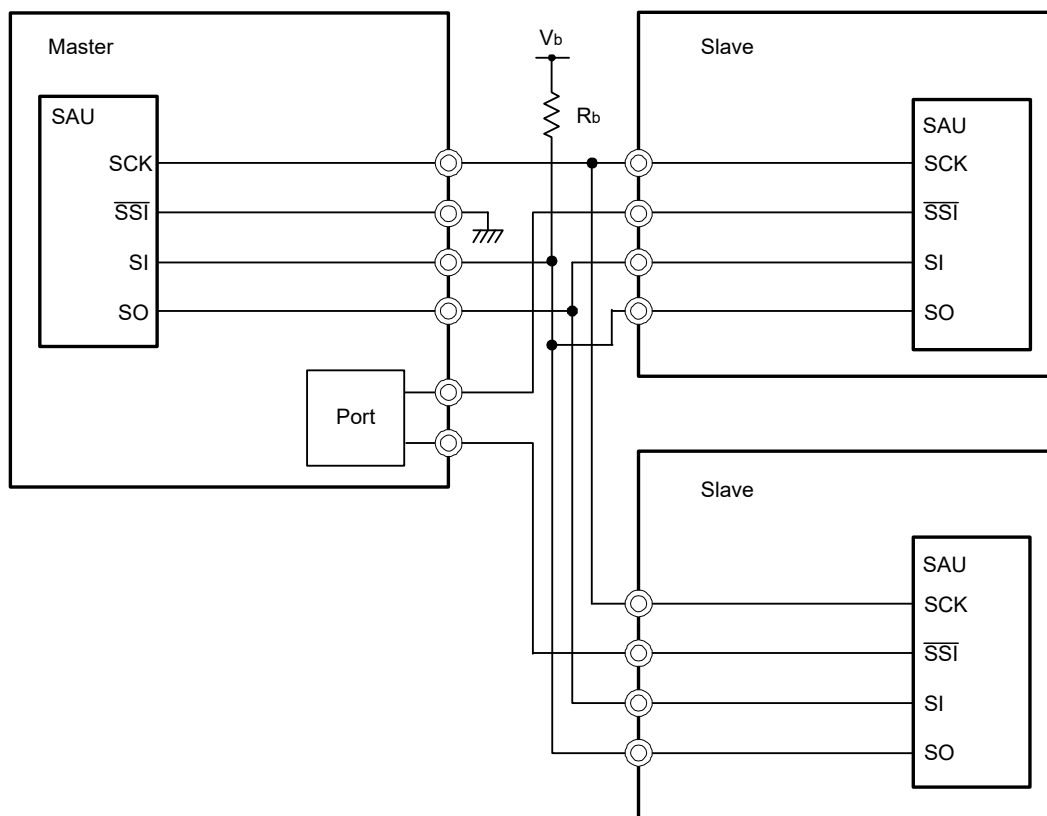 Master
SAU
SCK
SSI
SI
SO
Port
Vb
Rb
Slave
SAU
SCK
SSI
SI
SO
Slave
SAU
SCK
SSI
SI
SO